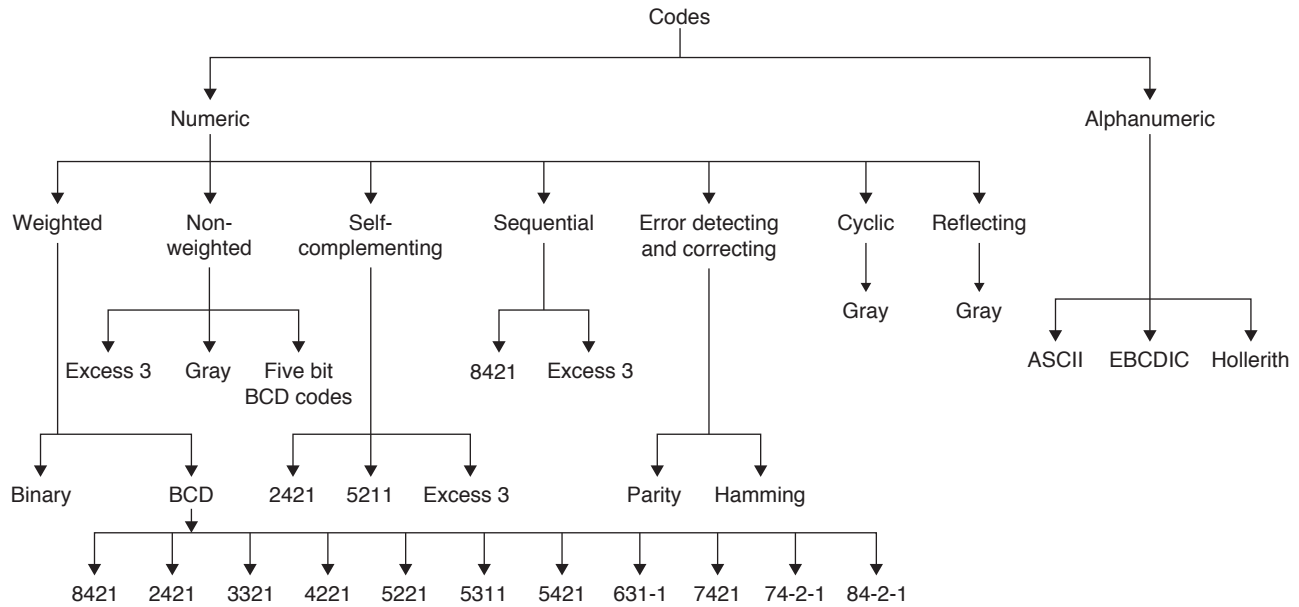 Codes
Numeric
Alphanumeric
Weighted
Non-
weighted
Self-
complementing
Sequential
Error detecting
and correcting
Cyclic
Reflecting
Gray
Gray
Excess 3
Gray
Five bit
BCD codes
8421
Excess 3
ASCII
EBCDIC
Hollerith
Binary
BCD
2421
5211
Excess 3
Parity
Hamming
8421
2421
3321
4221
5221
5311
5421
631-1
7421
74-2-1
84-2-1